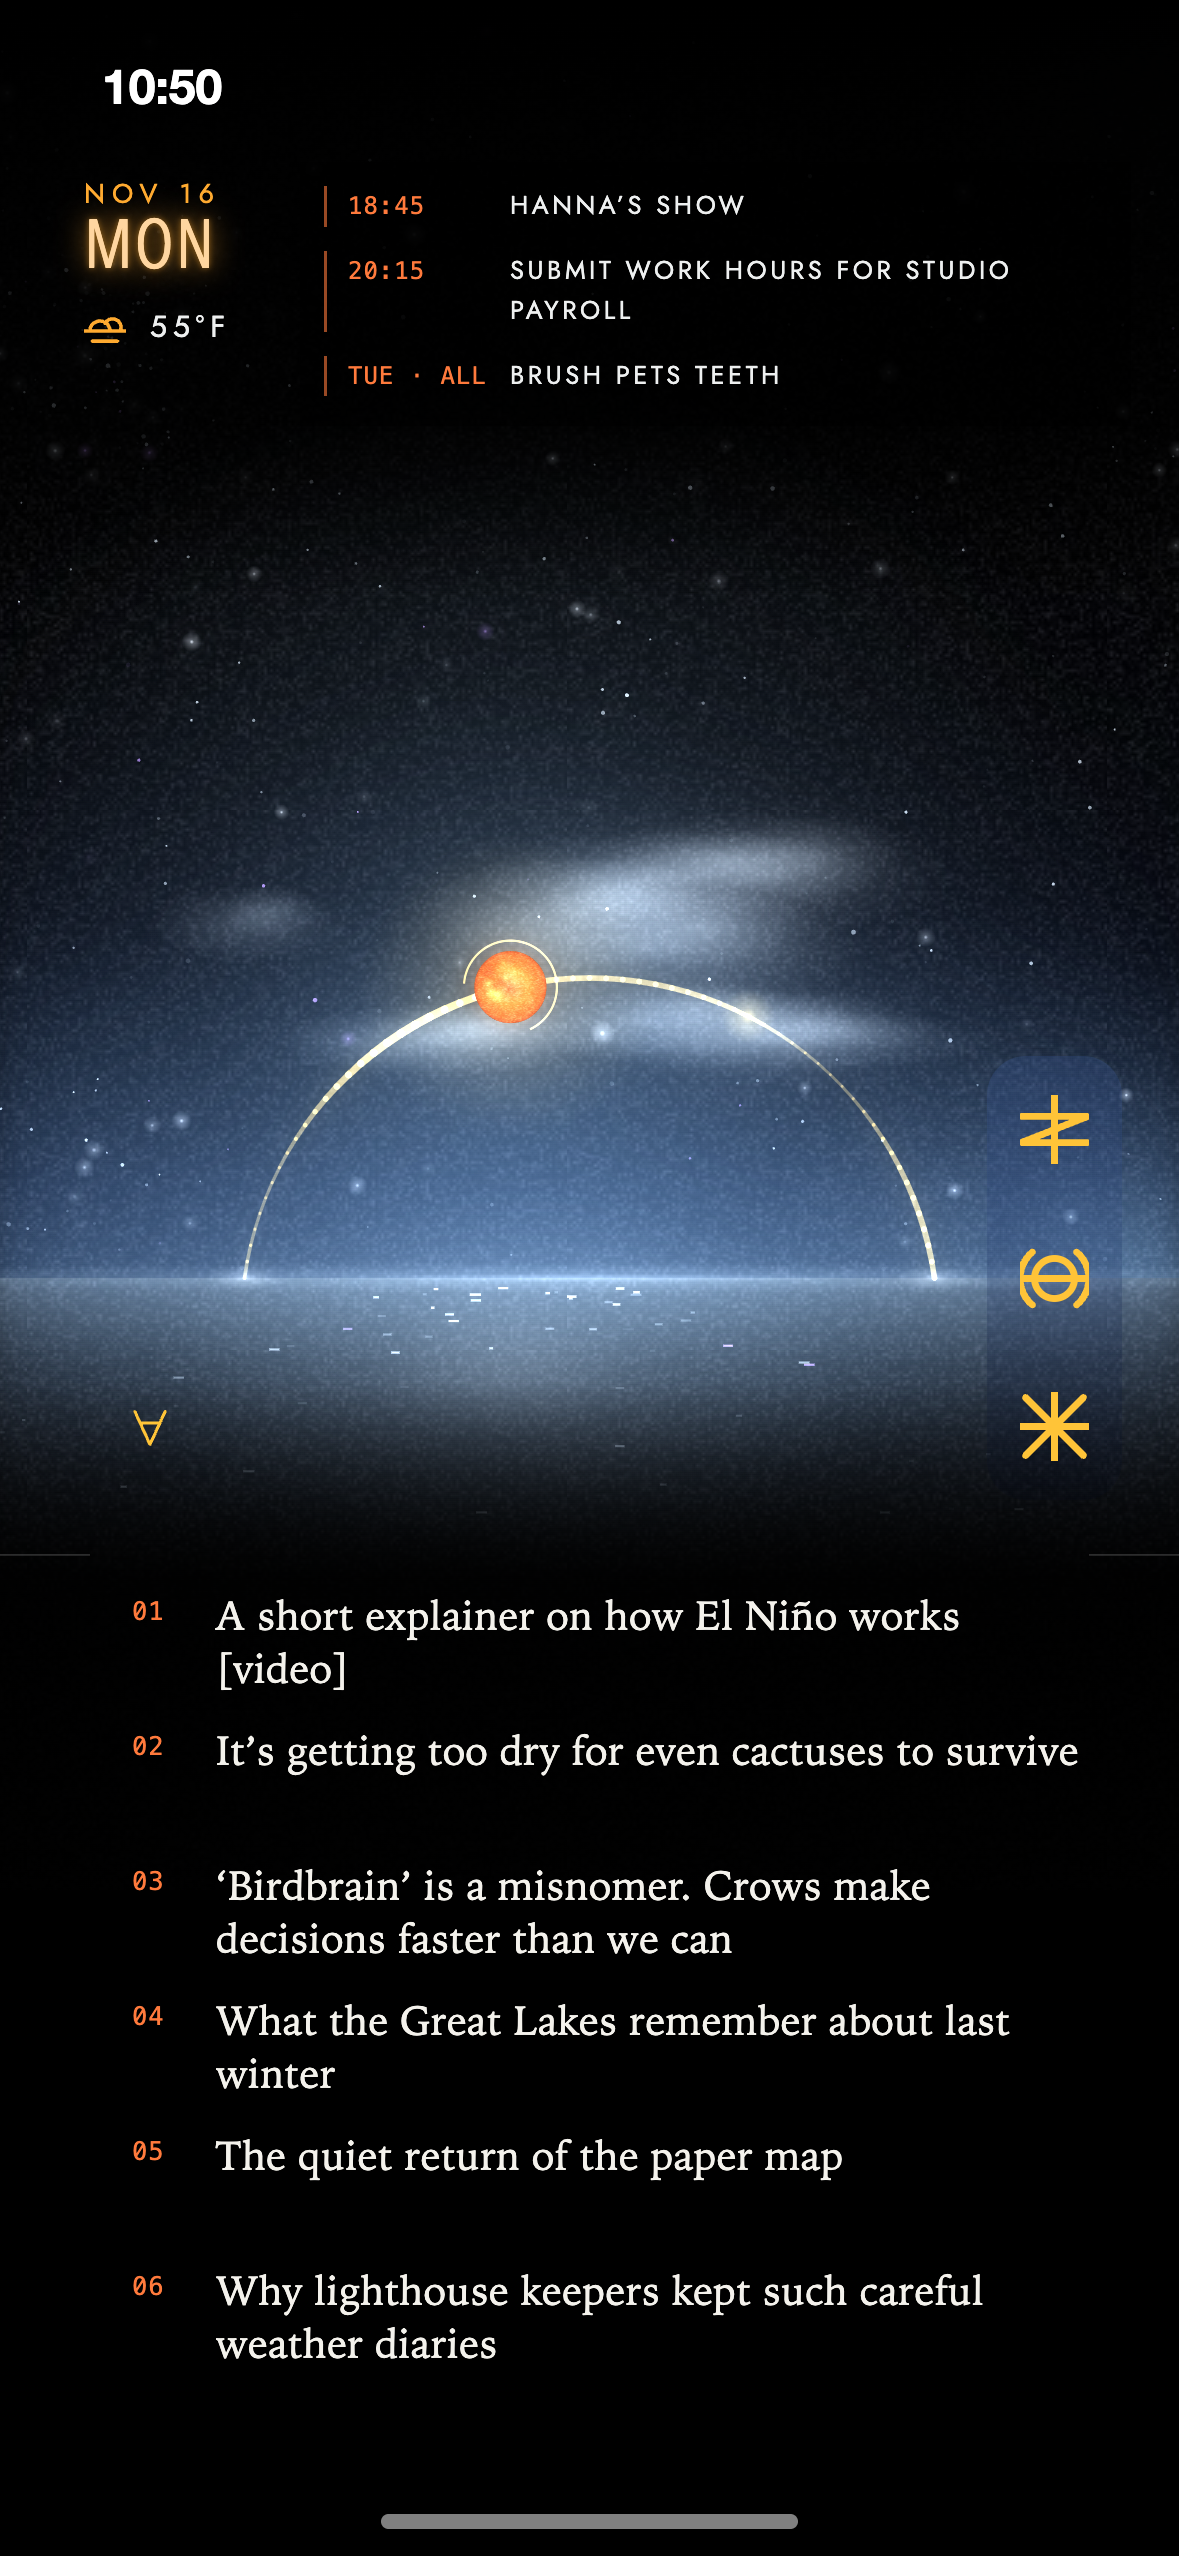 10:50
NOV 16
MON
55°F
18:45 HANNA’S SHOW
20:15 SUBMIT WORK HOURS FOR STUDIO
PAYROLL
TUE · ALL BRUSH PETS TEETH
01 A short explainer on how El Niño works
[video]
02 It’s getting too dry for even cactuses to survive
03 ‘Birdbrain’ is a misnomer. Crows make
decisions faster than we can
04 What the Great Lakes remember about last
winter
05 The quiet return of the paper map
06 Why lighthouse keepers kept such careful
weather diaries